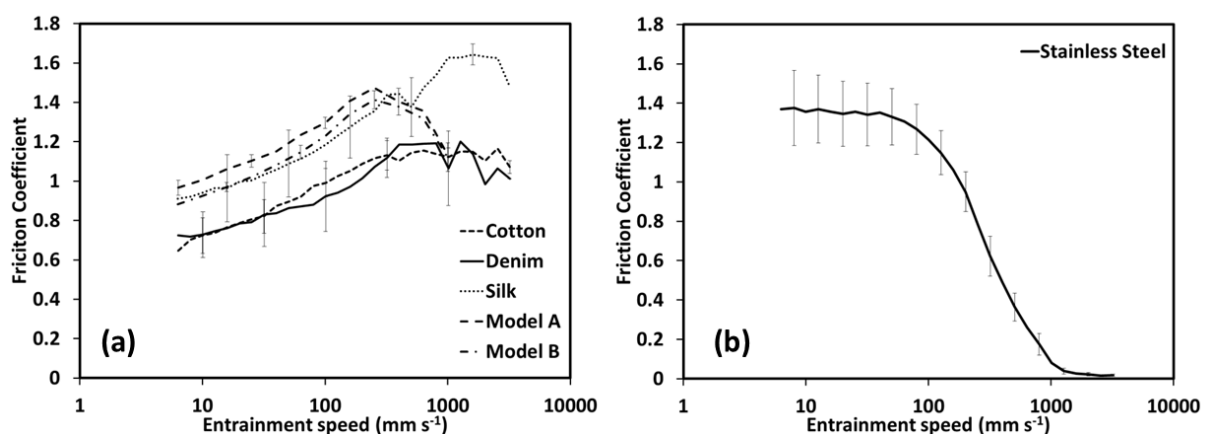 Friciton Coefficient
1.8
1.6
1.4
1.2
1
0.8
0.6
0.4
0.2
0
(a)
Cotton
Denim
Silk
Model A
Model B
1 10 100 1000 10000
Entrainment speed (mm s⁻¹)
Friction Coefficient
1.8
1.6
1.4
1.2
1
0.8
0.6
0.4
0.2
0
Stainless Steel
(b)
1 10 100 1000 10000
Entrainment speed (mm s⁻¹)